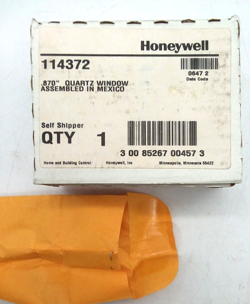 Honeywell
114372
0647 2
Date Code
.870" QUARTZ WINDOW
ASSEMBLED IN MEXICO
Self Shipper
QTY 1
3 00 85267 00457 3
Home and Building Control Honeywell, Inc Minneapolis, Minnesota 55422